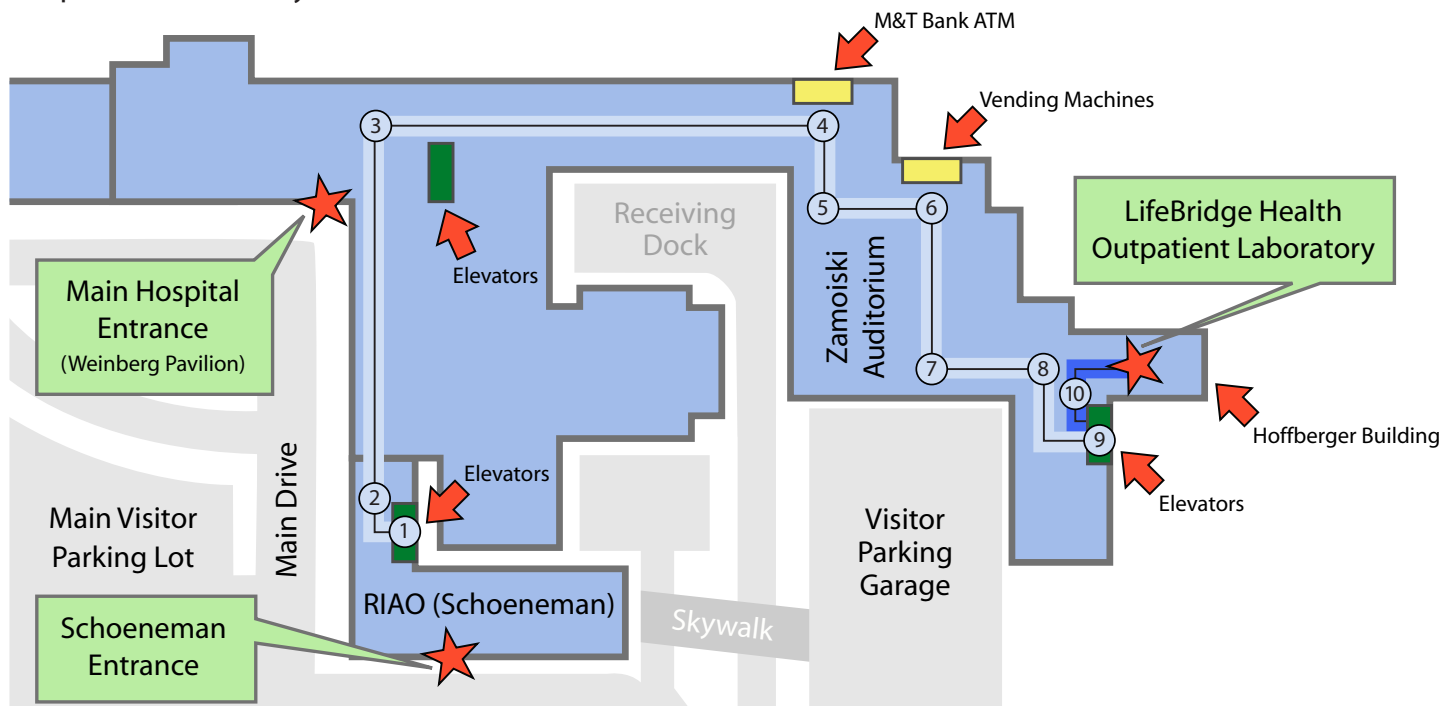 M&T Bank ATM
Vending Machines
3
4
5
6
Receiving
Dock
LifeBridge Health
Outpatient Laboratory
Elevators
Main Hospital
Entrance
(Weinberg Pavilion)
Zamoiski
Auditorium
7
8
10
9
Hoffberger Building
Elevators
Elevators
2
1
Main Visitor
Parking Lot
Main Drive
Visitor
Parking
Garage
RIAO (Schoeneman)
Skywalk
Schoeneman
Entrance